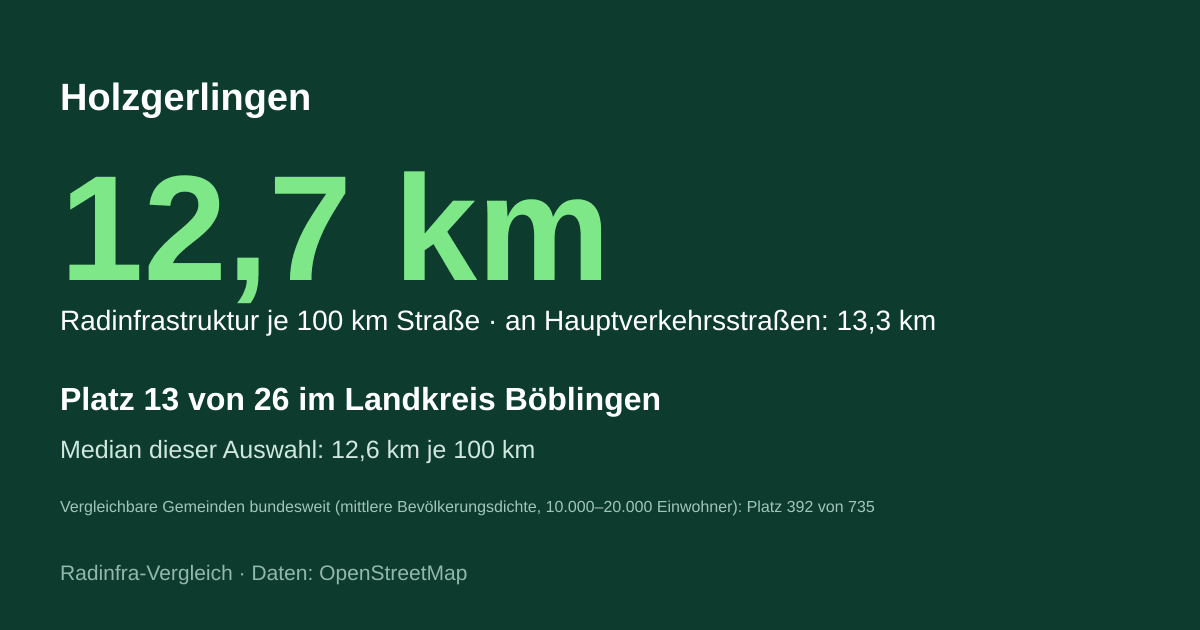 Holzgerlingen
12,7 km
Radinfrastruktur je 100 km Straße · an Hauptverkehrsstraßen: 13,3 km
Platz 13 von 26 im Landkreis Böblingen
Median dieser Auswahl: 12,6 km je 100 km
Vergleichbare Gemeinden bundesweit (mittlere Bevölkerungsdichte, 10.000–20.000 Einwohner): Platz 392 von 735
Radinfra-Vergleich · Daten: OpenStreetMap